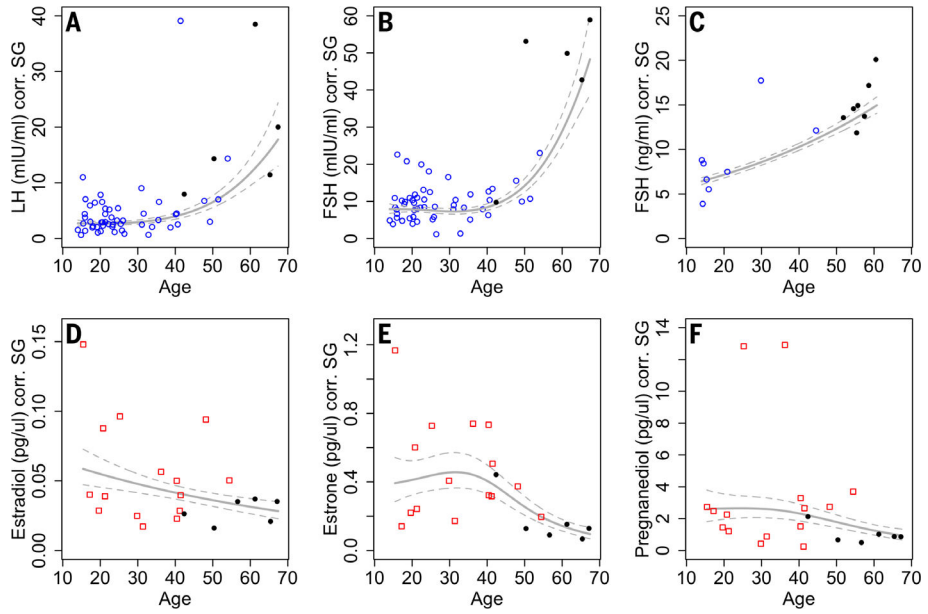 A
LH (mIU/ml) corr. SG
0 10 20 30 40
10 20 30 40 50 60 70
Age
B
FSH (mIU/ml) corr. SG
0 10 20 30 40 50 60
10 20 30 40 50 60 70
Age
C
FSH (ng/ml) corr. SG
0 5 10 15 20 25
10 20 30 40 50 60 70
Age
D
Estradiol (pg/ul) corr. SG
0.00 0.05 0.10 0.15
10 20 30 40 50 60 70
Age
E
Estrone (pg/ul) corr. SG
0.0 0.4 0.8 1.2
10 20 30 40 50 60 70
Age
F
Pregnanediol (pg/ul) corr. SG
0 2 4 6 8 10 14
10 20 30 40 50 60 70
Age